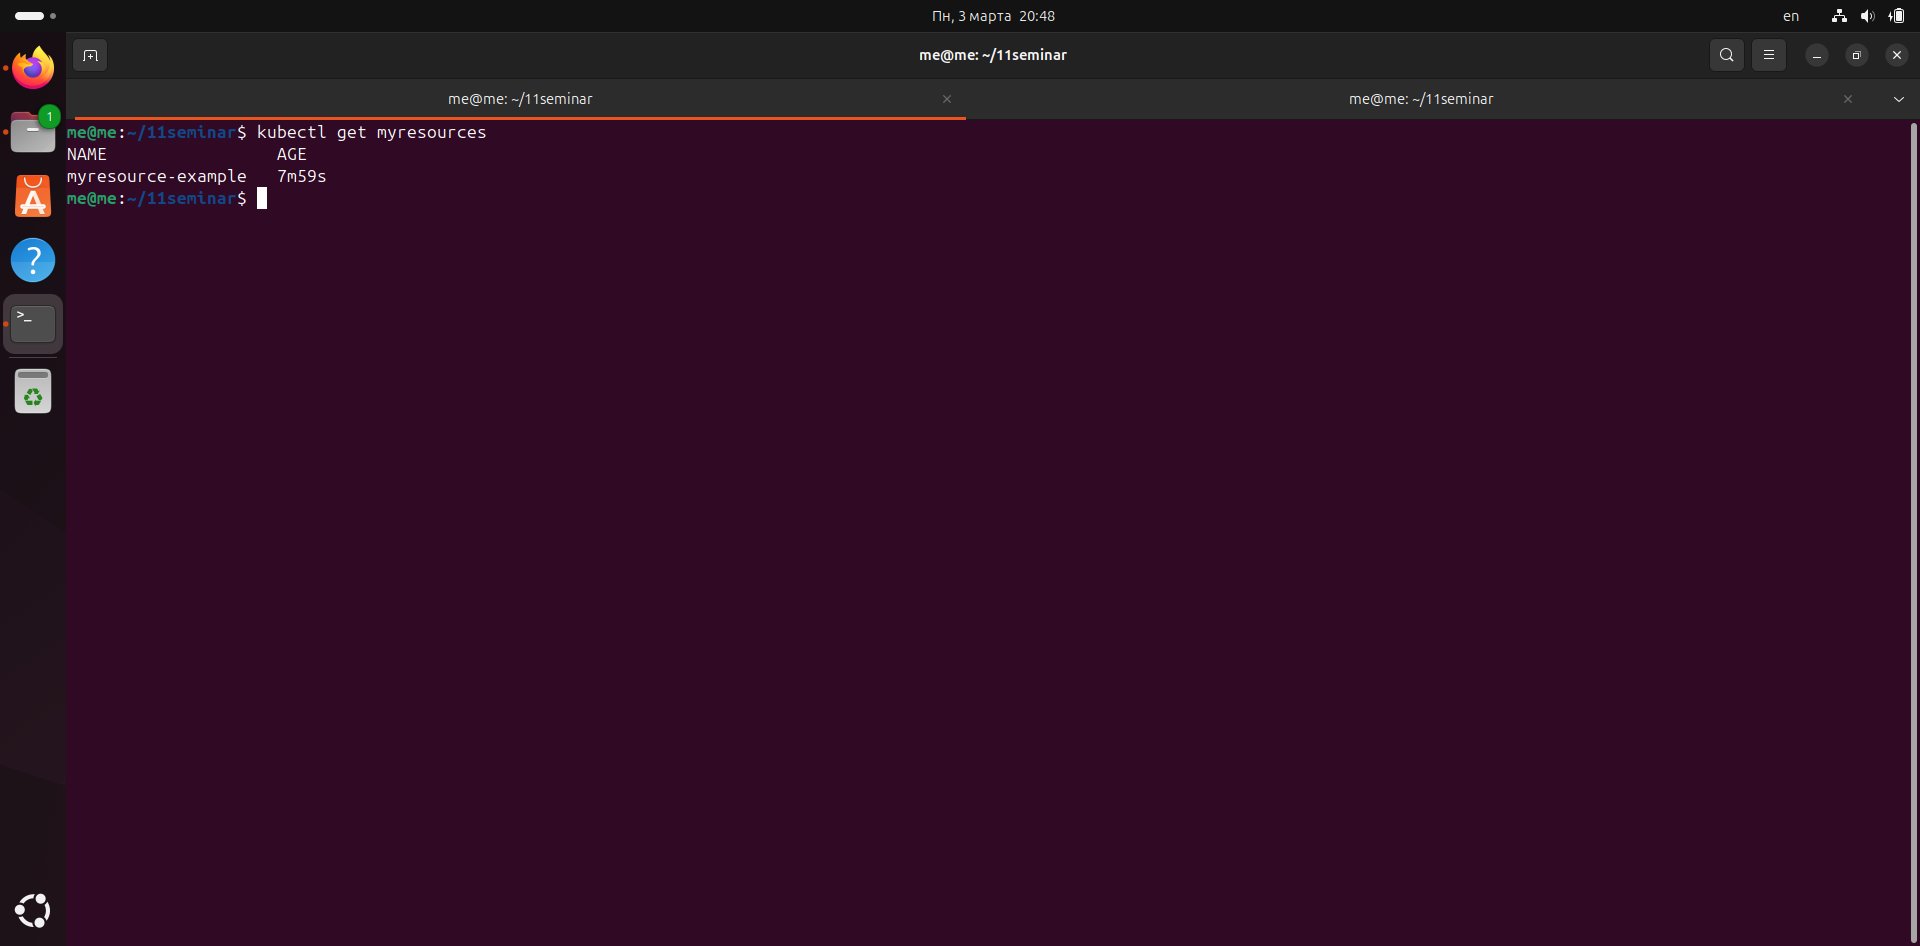 Пн, 3 марта 20:48
en
me@me: ~/11seminar
me@me: ~/11seminar
me@me: ~/11seminar
1
me@me:~/11seminar$ kubectl get myresources
NAME AGE
myresource-example 7m59s
me@me:~/11seminar$